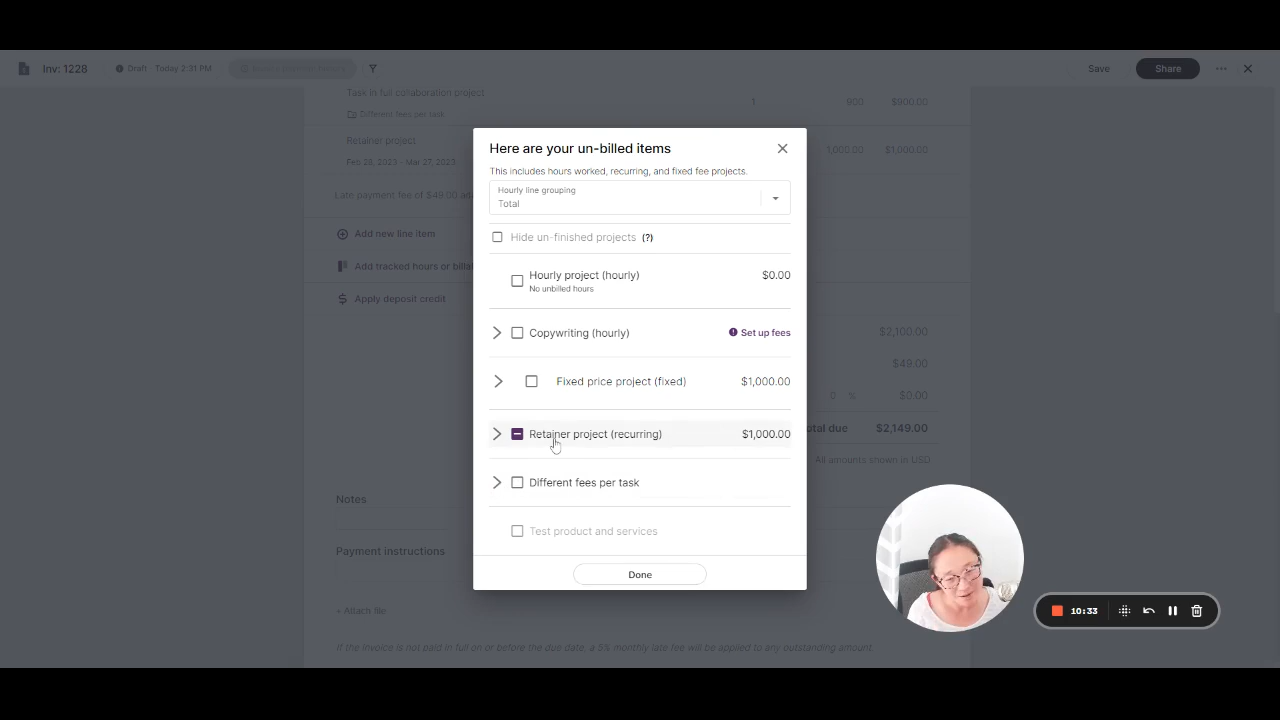 Inv: 1228
Draft · Today 2:31 PM
Save
Share
Task in full collaboration project
1
900
$900.00
Different fees per task
Retainer project
1,000.00
$1,000.00
Feb 28, 2023 - Mar 27, 2023
Late payment fee of $49.00
Add new line item
Add tracked hours or
Apply deposit credit
$2,100.00
$49.00
0 %
$0.00
due
$2,149.00
All amounts shown in USD
Notes
Payment instructions
+ Attach file
If the invoice is not paid in full on or before the due date, a 5% monthly late fee will be applied to any outstanding amount.
Here are your un-billed items
This includes hours worked, recurring, and fixed fee projects.
Hourly line grouping
Total
Hide un-finished projects (?)
Hourly project (hourly)
$0.00
No unbilled hours
Copywriting (hourly)
Set up fees
Fixed price project (fixed)
$1,000.00
Retainer project (recurring)
$1,000.00
Different fees per task
Test product and services
Done
10:33